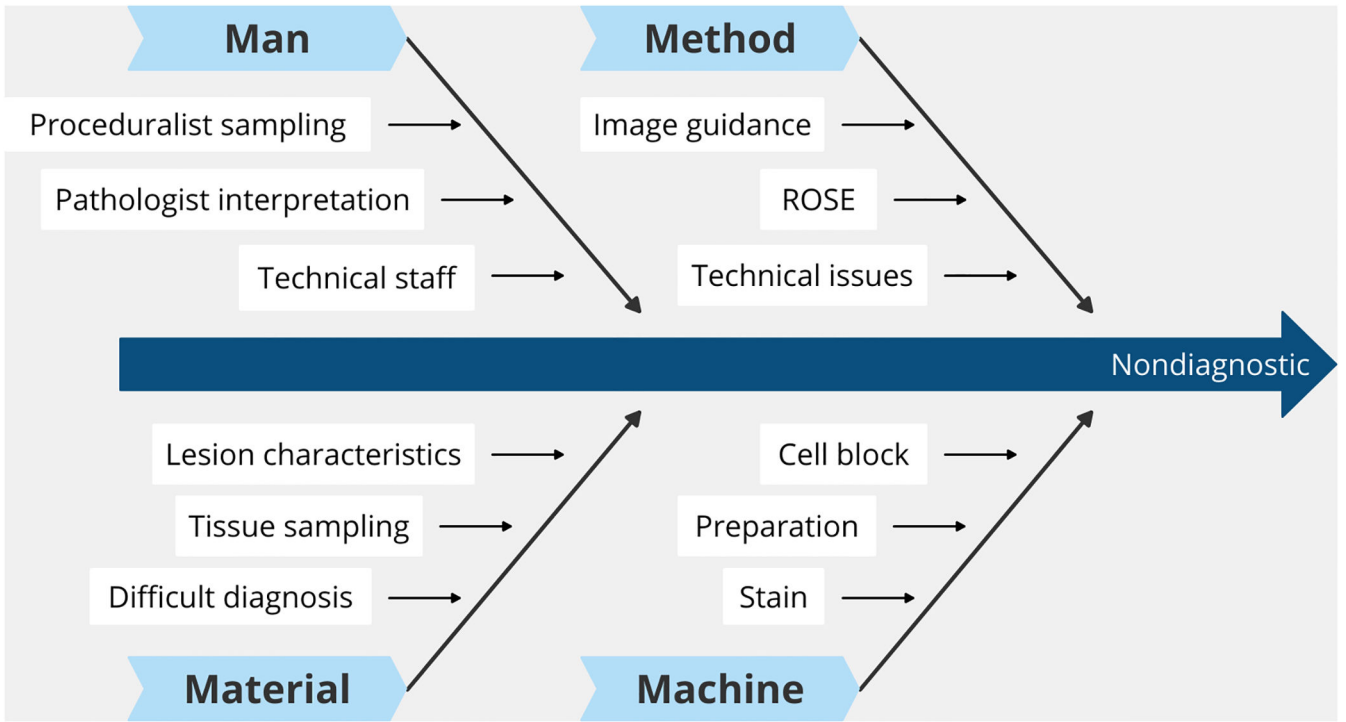 Man
Method
Proceduralist sampling
Image guidance
Pathologist interpretation
ROSE
Technical staff
Technical issues
Nondiagnostic
Lesion characteristics
Cell block
Tissue sampling
Preparation
Difficult diagnosis
Stain
Material
Machine